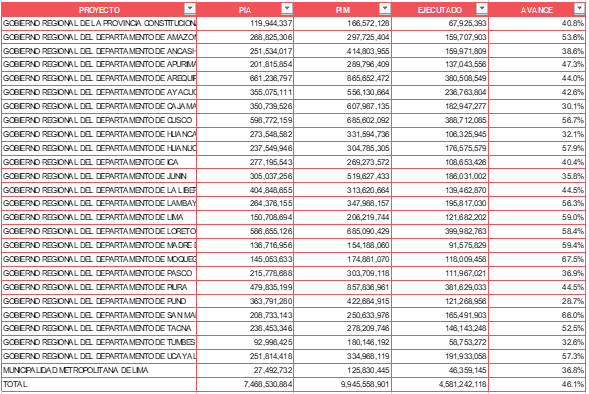 PROYECTO PIA PIM EJECUTADO AVANCE
GOBIERNO REGIONAL DE LA PROVINCIA CONSTITUCION 119,944,337 166,572,128 67,925,393 40.8%
GOBIERNO REGIONAL DEL DEPARTAMENTO DE AMAZON 268,825,306 297,725,404 159,707,903 53.6%
GOBIERNO REGIONAL DEL DEPARTAMENTO DE ANCASH 251,534,017 414,803,955 159,971,809 38.6%
GOBIERNO REGIONAL DEL DEPARTAMENTO DE APURIMA 201,815,854 289,796,409 137,043,556 47.3%
GOBIERNO REGIONAL DEL DEPARTAMENTO DE AREQUIP 661,236,797 865,652,472 380,508,549 44.0%
GOBIERNO REGIONAL DEL DEPARTAMENTO DE AYACUC 355,075,111 556,130,664 236,763,804 42.6%
GOBIERNO REGIONAL DEL DEPARTAMENTO DE CAJAMA 350,739,526 607,967,135 182,947,277 30.1%
GOBIERNO REGIONAL DEL DEPARTAMENTO DE CUSCO 598,772,159 685,602,092 388,712,085 56.7%
GOBIERNO REGIONAL DEL DEPARTAMENTO DE HUANCA 273,548,582 331,594,736 106,325,945 32.1%
GOBIERNO REGIONAL DEL DEPARTAMENTO DE HUANUC 237,549,946 304,785,305 176,575,579 57.9%
GOBIERNO REGIONAL DEL DEPARTAMENTO DE ICA 277,195,543 269,273,572 108,653,426 40.4%
GOBIERNO REGIONAL DEL DEPARTAMENTO DE JUNIN 305,037,256 519,627,433 186,031,002 35.8%
GOBIERNO REGIONAL DEL DEPARTAMENTO DE LA LIBER 404,848,655 313,620,664 139,462,870 44.5%
GOBIERNO REGIONAL DEL DEPARTAMENTO DE LAMBAY 264,376,155 347,988,157 195,817,030 56.3%
GOBIERNO REGIONAL DEL DEPARTAMENTO DE LIMA 150,708,694 206,219,744 121,682,202 59.0%
GOBIERNO REGIONAL DEL DEPARTAMENTO DE LORETO 586,655,126 685,090,429 399,982,763 58.4%
GOBIERNO REGIONAL DEL DEPARTAMENTO DE MADRE D 136,716,956 154,188,060 91,575,829 59.4%
GOBIERNO REGIONAL DEL DEPARTAMENTO DE MOQUEG 145,053,633 174,881,070 118,009,458 67.5%
GOBIERNO REGIONAL DEL DEPARTAMENTO DE PASCO 215,778,688 303,709,118 111,967,021 36.9%
GOBIERNO REGIONAL DEL DEPARTAMENTO DE PIURA 479,835,199 857,836,961 381,629,033 44.5%
GOBIERNO REGIONAL DEL DEPARTAMENTO DE PUNO 363,791,280 422,684,915 121,268,956 28.7%
GOBIERNO REGIONAL DEL DEPARTAMENTO DE SAN MA 208,733,143 250,633,976 165,491,903 66.0%
GOBIERNO REGIONAL DEL DEPARTAMENTO DE TACNA 238,453,346 278,209,746 146,143,248 52.5%
GOBIERNO REGIONAL DEL DEPARTAMENTO DE TUMBES 92,998,425 180,146,192 58,753,272 32.6%
GOBIERNO REGIONAL DEL DEPARTAMENTO DE UCAYAL 251,814,418 334,968,119 191,933,058 57.3%
MUNICIPALIDAD METROPOLITANA DE LIMA 27,492,732 125,830,445 46,359,145 36.8%
TOTAL 7,468,530,884 9,945,558,901 4,581,242,118 46.1%